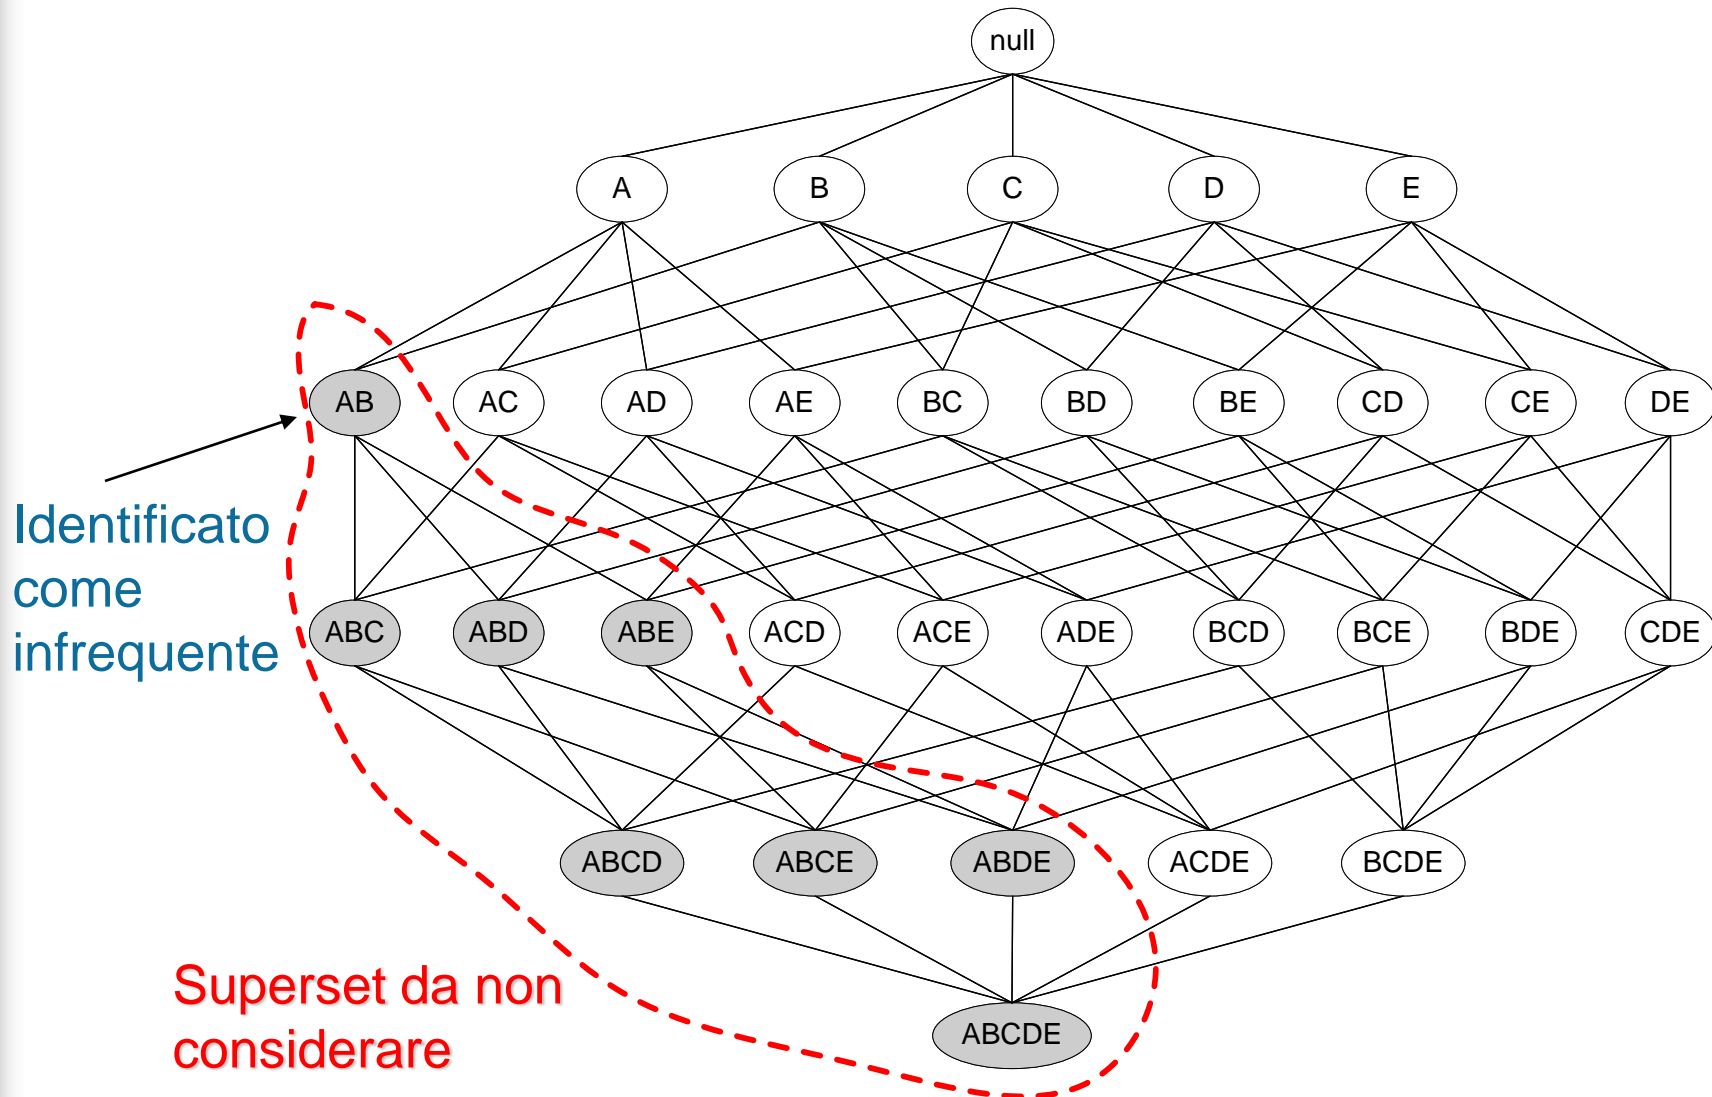 null
A B C D E
AB AC AD AE BC BD BE CD CE DE
Identificato
come
infrequente
ABC ABD ABE ACD ACE ADE BCD BCE BDE CDE
ABCD ABCE ABDE ACDE BCDE
Superset da non
considerare
ABCDE